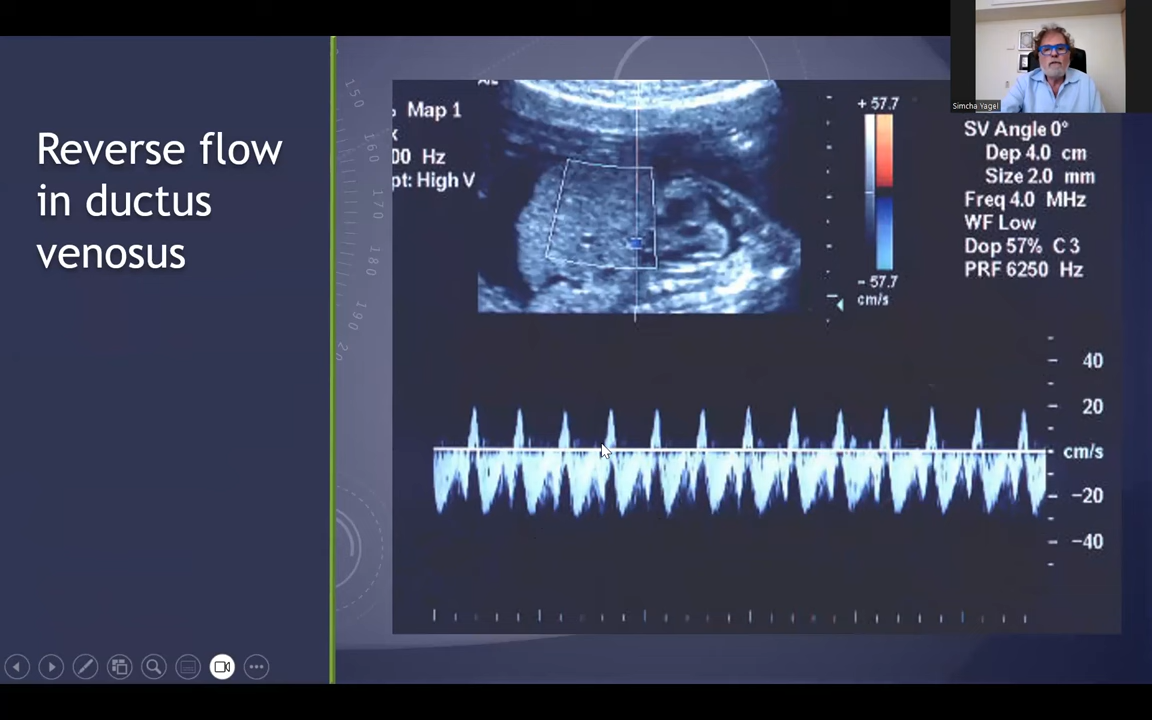 Reverse flow
in ductus
venosus
Map 1
00 Hz
pt: High V
150
160
170
180
190
+ 57.7
- 57.7
cm/s
Simcha Yagel
SV Angle 0°
Dep 4.0 cm
Size 2.0 mm
Freq 4.0 MHz
WF Low
Dop 57% C 3
PRF 6250 Hz
40
20
cm/s
-20
-40